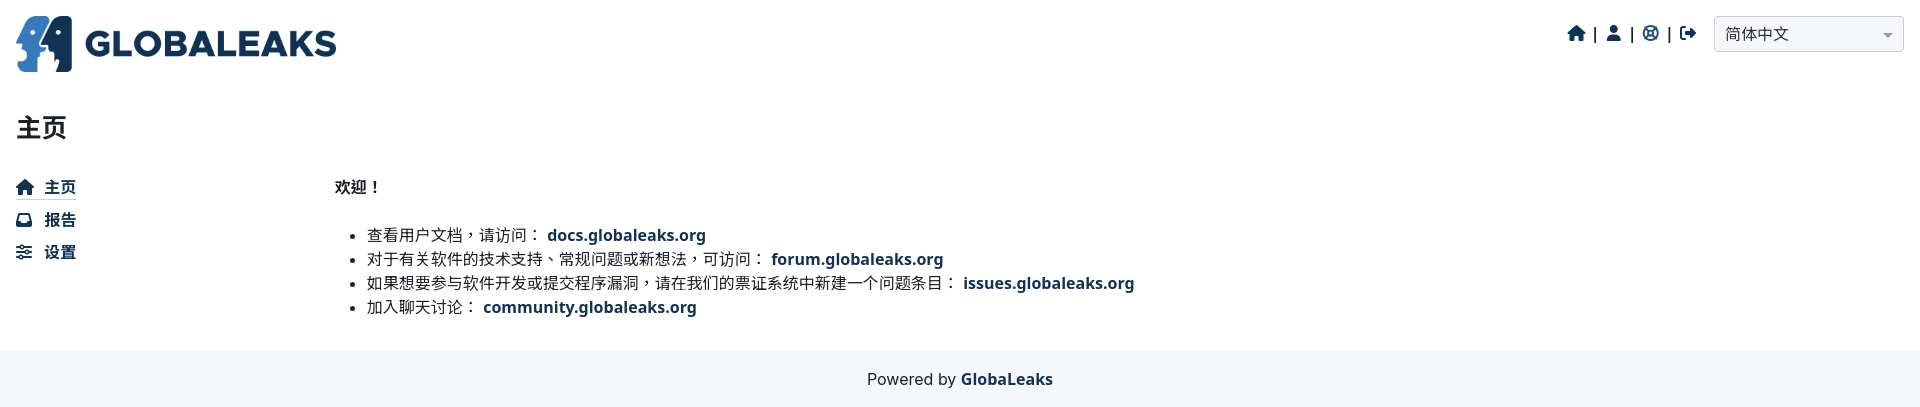 GLOBALEAKS
| | | 简体中文
主页
主页
报告
设置
欢迎！
• 查看用户文档，请访问： docs.globaleaks.org
• 对于有关软件的技术支持、常规问题或新想法，可访问： forum.globaleaks.org
• 如果想要参与软件开发或提交程序漏洞，请在我们的票证系统中新建一个问题条目： issues.globaleaks.org
• 加入聊天讨论： community.globaleaks.org
Powered by GlobaLeaks